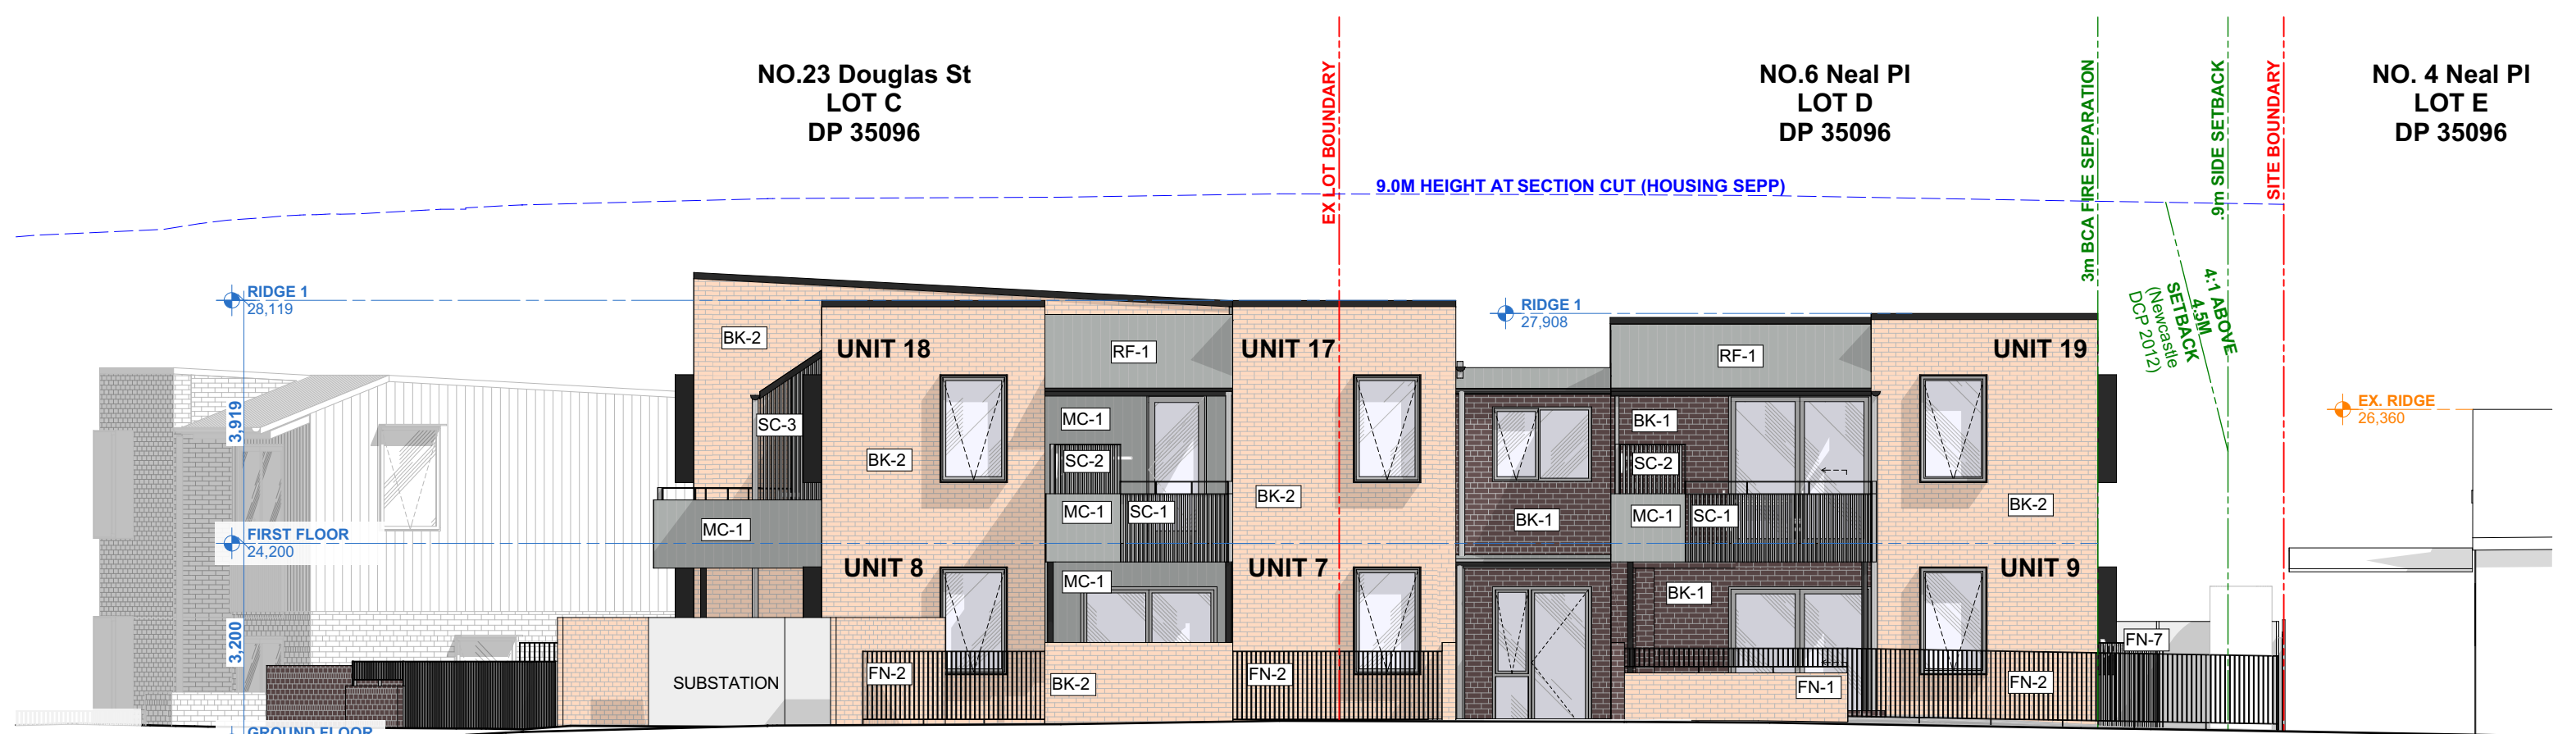 NO.23 Douglas St
LOT C
DP 35096
EX LOT BOUNDARY
NO.6 Neal Pl
LOT D
DP 35096
3m BCA FIRE SEPARATION
.9m SIDE SETBACK
SITE BOUNDARY
NO. 4 Neal Pl
LOT E
DP 35096
9.0M HEIGHT AT SECTION CUT (HOUSING SEPP)
4:1 ABOVE
4.5M
SETBACK
(Newcastle
DCP 2012)
RIDGE 1
28,119
RIDGE 1
27,908
EX. RIDGE
26,360
BK-2
UNIT 18
RF-1
UNIT 17
RF-1
UNIT 19
3,919
SC-3
MC-1
BK-1
BK-2
SC-2
SC-2
BK-2
BK-2
MC-1
MC-1
SC-1
BK-1
MC-1
SC-1
FIRST FLOOR
24,200
UNIT 8
UNIT 7
UNIT 9
MC-1
BK-1
3,200
FN-7
SUBSTATION
FN-2
BK-2
FN-2
FN-1
FN-2
GROUND FLOOR